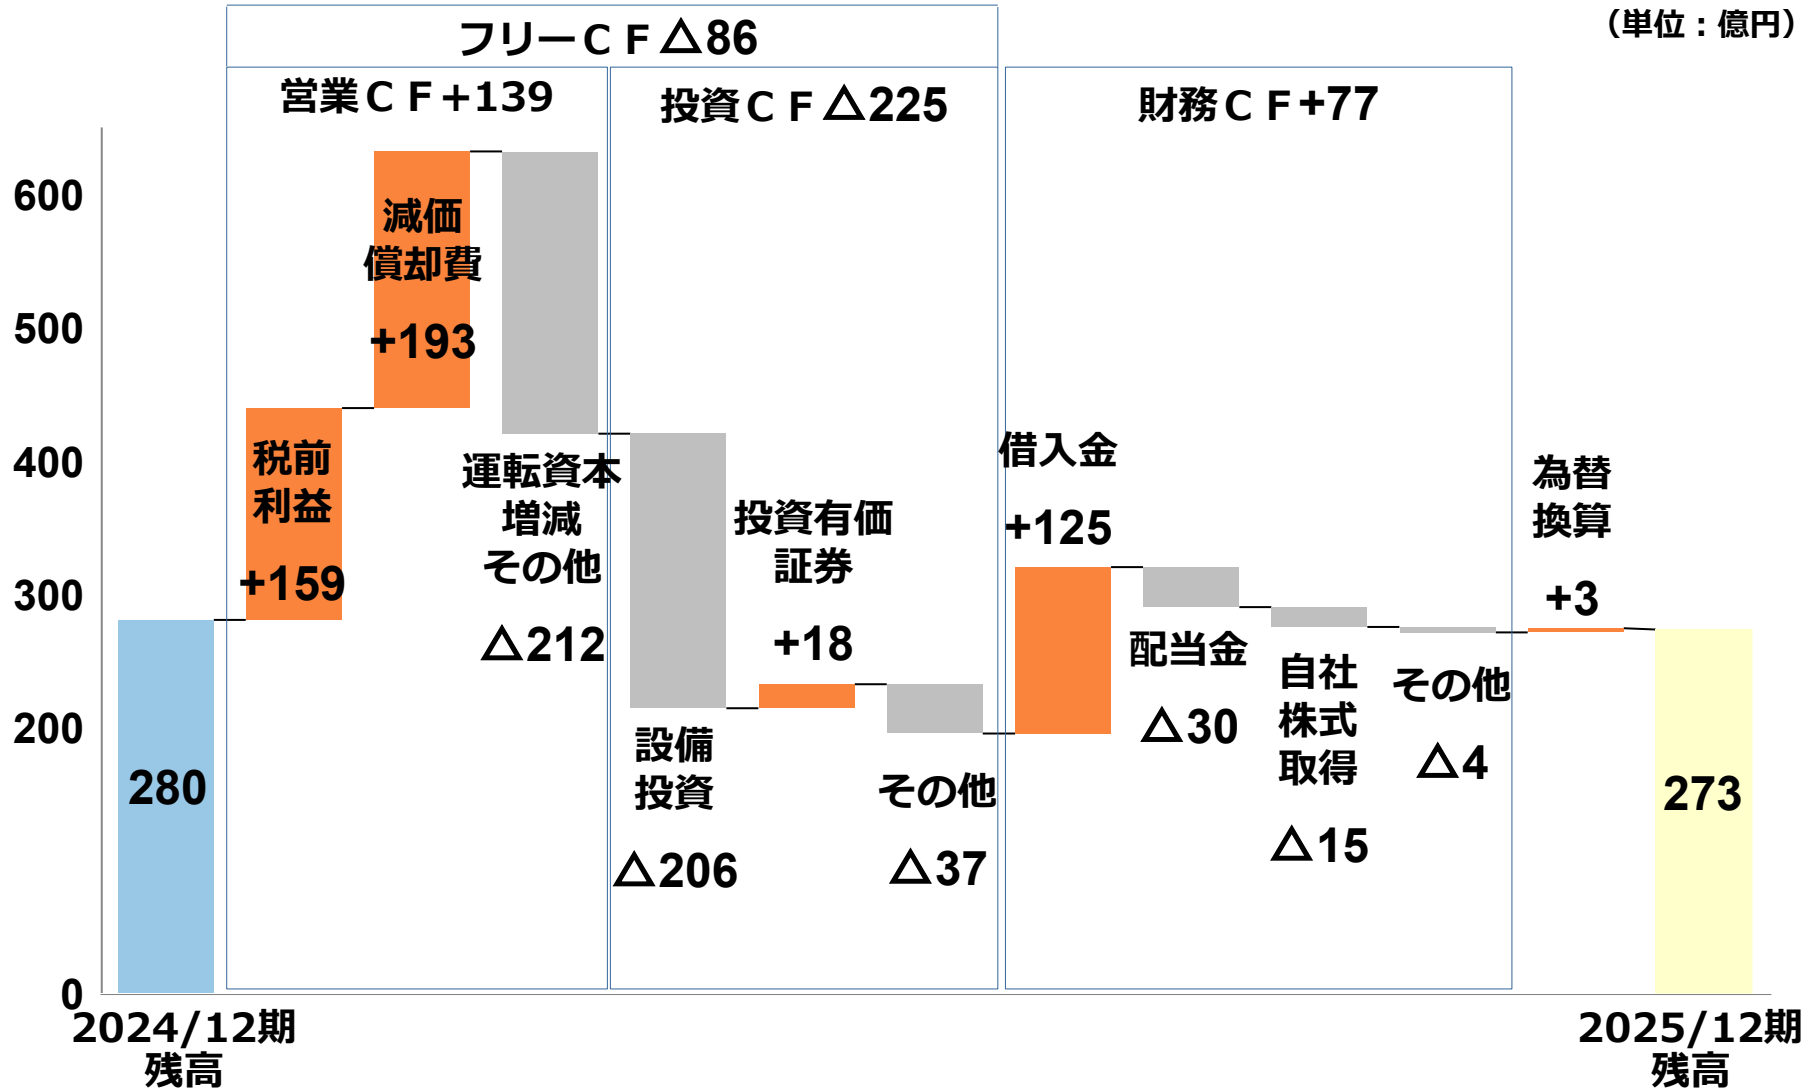 (単位：億円)
フリーＣＦ△86
営業ＣＦ+139
投資ＣＦ△225
財務ＣＦ+77
600
500
400
300
200
100
0
280
税前
利益
+159
減価
償却費
+193
運転資本
増減
その他
△212
設備
投資
△206
投資有価
証券
+18
その他
△37
借入金
+125
配当金
△30
自社
株式
取得
△15
その他
△4
為替
換算
+3
273
2024/12期
残高
2025/12期
残高